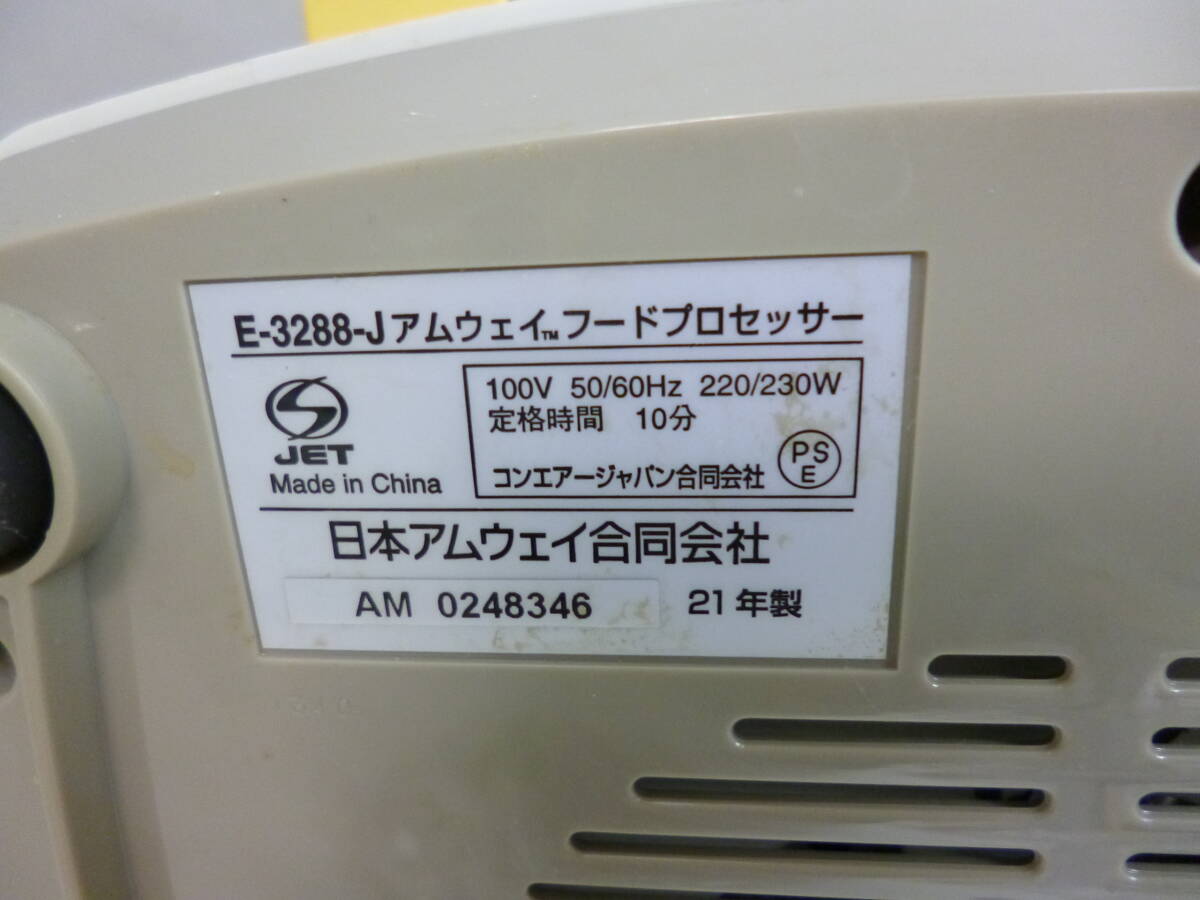 E-3288-J アムウェイ™ フードプロセッサー
JET
Made in China
100V 50/60Hz 220/230W
定格時間 10分
コンエアージャパン合同会社
PSE
日本アムウェイ合同会社
AM 0248346 21年製